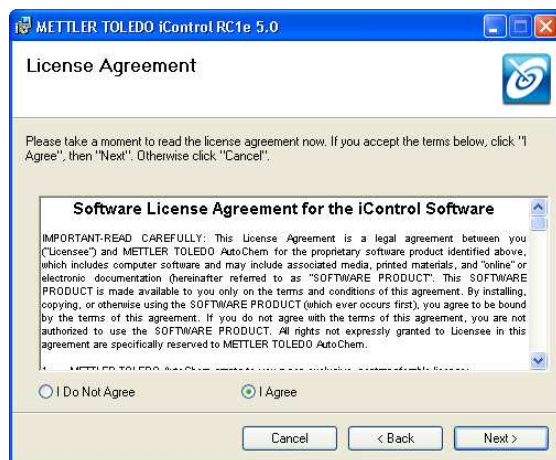 METTLER TOLEDO iControl RC1e 5.0
License Agreement
Please take a moment to read the license agreement now. If you accept the terms below, click "I
Agree", then "Next". Otherwise click "Cancel".
Software License Agreement for the iControl Software
IMPORTANT-READ CAREFULLY: This License Agreement is a legal agreement between you
("Licensee") and METTLER TOLEDO AutoChem for the proprietary software product identified above,
which includes computer software and may include associated media, printed materials, and "online" or
electronic documentation (hereinafter referred to as "SOFTWARE PRODUCT". This SOFTWARE
PRODUCT is made available to you only on the terms and conditions of this agreement. By installing,
copying, or otherwise using the SOFTWARE PRODUCT (which ever occurs first), you agree to be bound
by the terms of this agreement. If you do not agree with the terms of this agreement, you are not
authorized to use the SOFTWARE PRODUCT. All rights not expressly granted to Licensee in this
agreement are specifically reserved to METTLER TOLEDO AutoChem.
I Do Not Agree
I Agree
Cancel
< Back
Next >